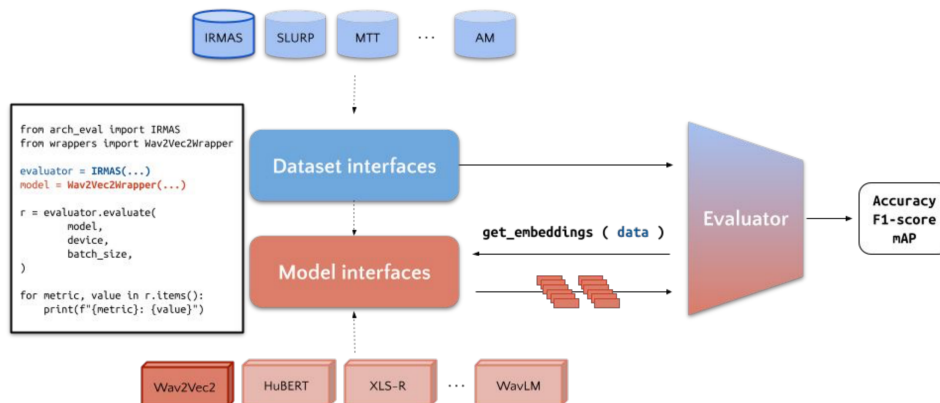 IRMAS SLURP MTT ... AM
from arch_eval import IRMAS
from wrappers import Wav2Vec2Wrapper
evaluator = IRMAS(...)
model = Wav2Vec2Wrapper(...)
r = evaluator.evaluate(
model,
device,
batch_size,
)
for metric, value in r.items():
print(f"{metric}: {value}")
Dataset interfaces
get_embeddings ( data )
Model interfaces
Evaluator
Accuracy
F1-score
mAP
Wav2Vec2 HuBERT XLS-R ... WavLM